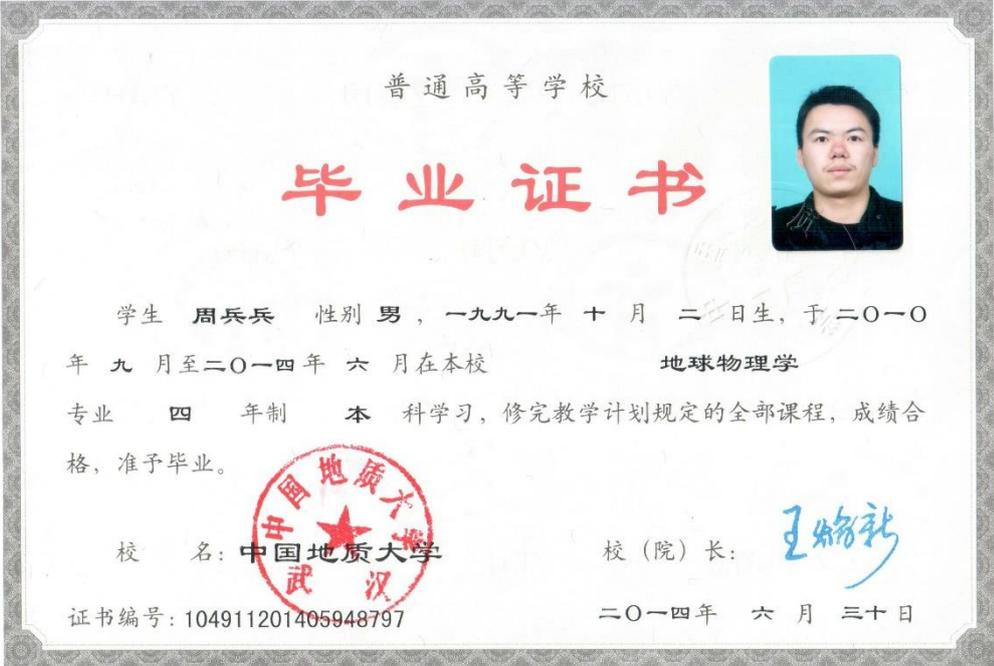 普通高等学校
毕业证书
学生 周兵兵 性别 男 ，一九九一年 十 月 二 日生，于 二〇一〇
年 九 月至二〇一四年 六 月在本校 地球物理学
专业 四 年制 本 科学习，修完教学计划规定的全部课程，成绩合
格，准予毕业。
中国地质大学
武汉
校 名：中国地质大学 校（院）长：
证书编号：104911201405948797 二〇一四年 六 月 三十日